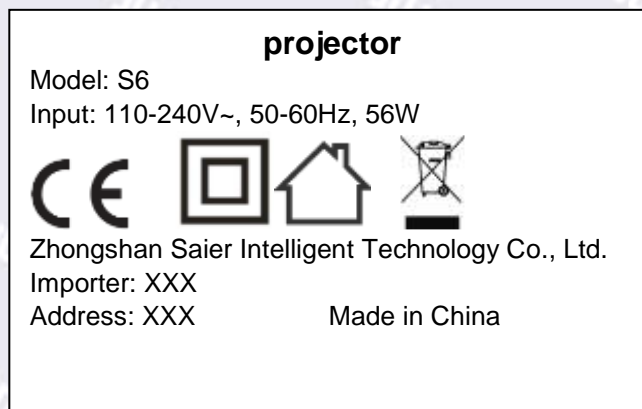 projector
Model: S6
Input: 110-240V~, 50-60Hz, 56W
CE
Zhongshan Saier Intelligent Technology Co., Ltd.
Importer: XXX
Address: XXX Made in China